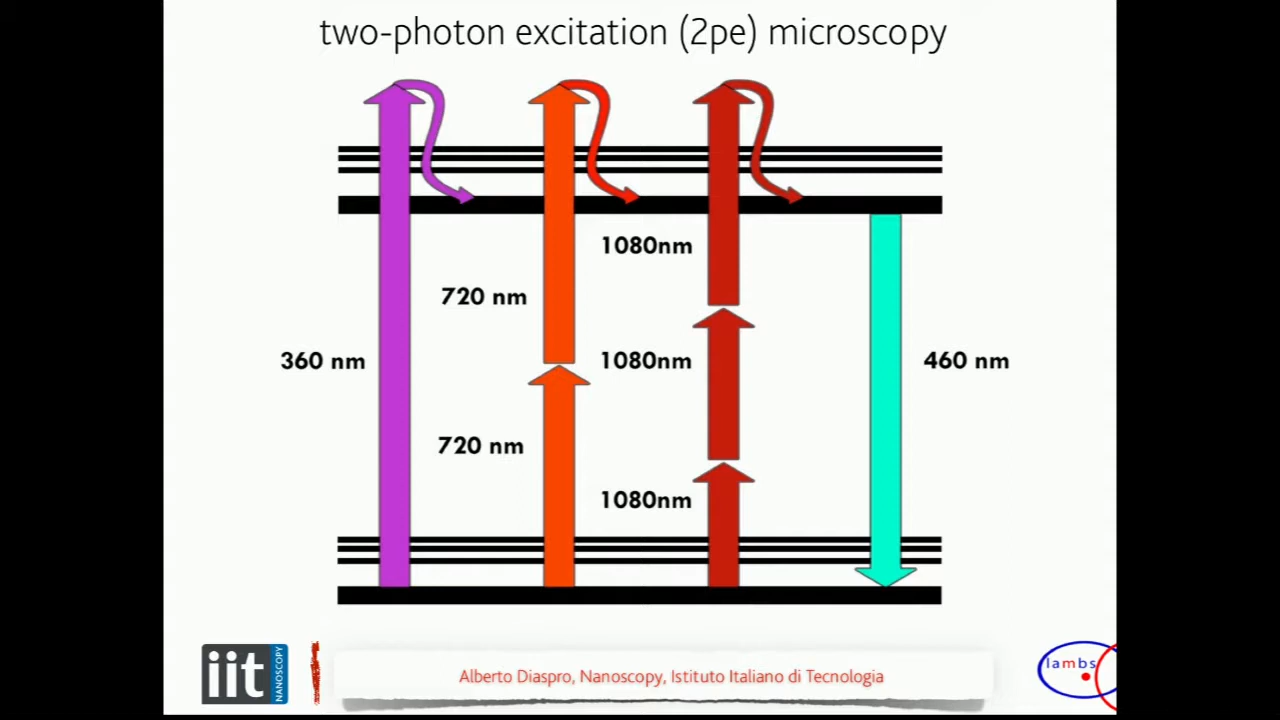 two-photon excitation (2pe) microscopy
1080nm
720 nm
360 nm
1080nm
460 nm
720 nm
1080nm
iit
NANOSCOPY
Alberto Diaspro, Nanoscopy, Istituto Italiano di Tecnologia
lambs